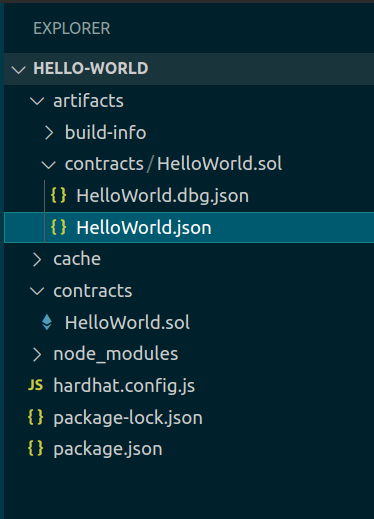 EXPLORER
HELLO-WORLD
artifacts
build-info
contracts/HelloWorld.sol
{ } HelloWorld.dbg.json
{ } HelloWorld.json
cache
contracts
HelloWorld.sol
node_modules
JS hardhat.config.js
{ } package-lock.json
{ } package.json